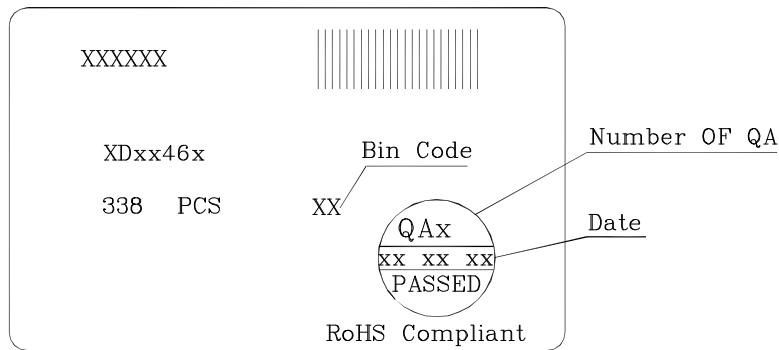 XXXXXX
Number OF QA
XDxx46x
Bin Code
338 PCS
XX
QAx
Date
xx xx xx
PASSED
RoHS Compliant